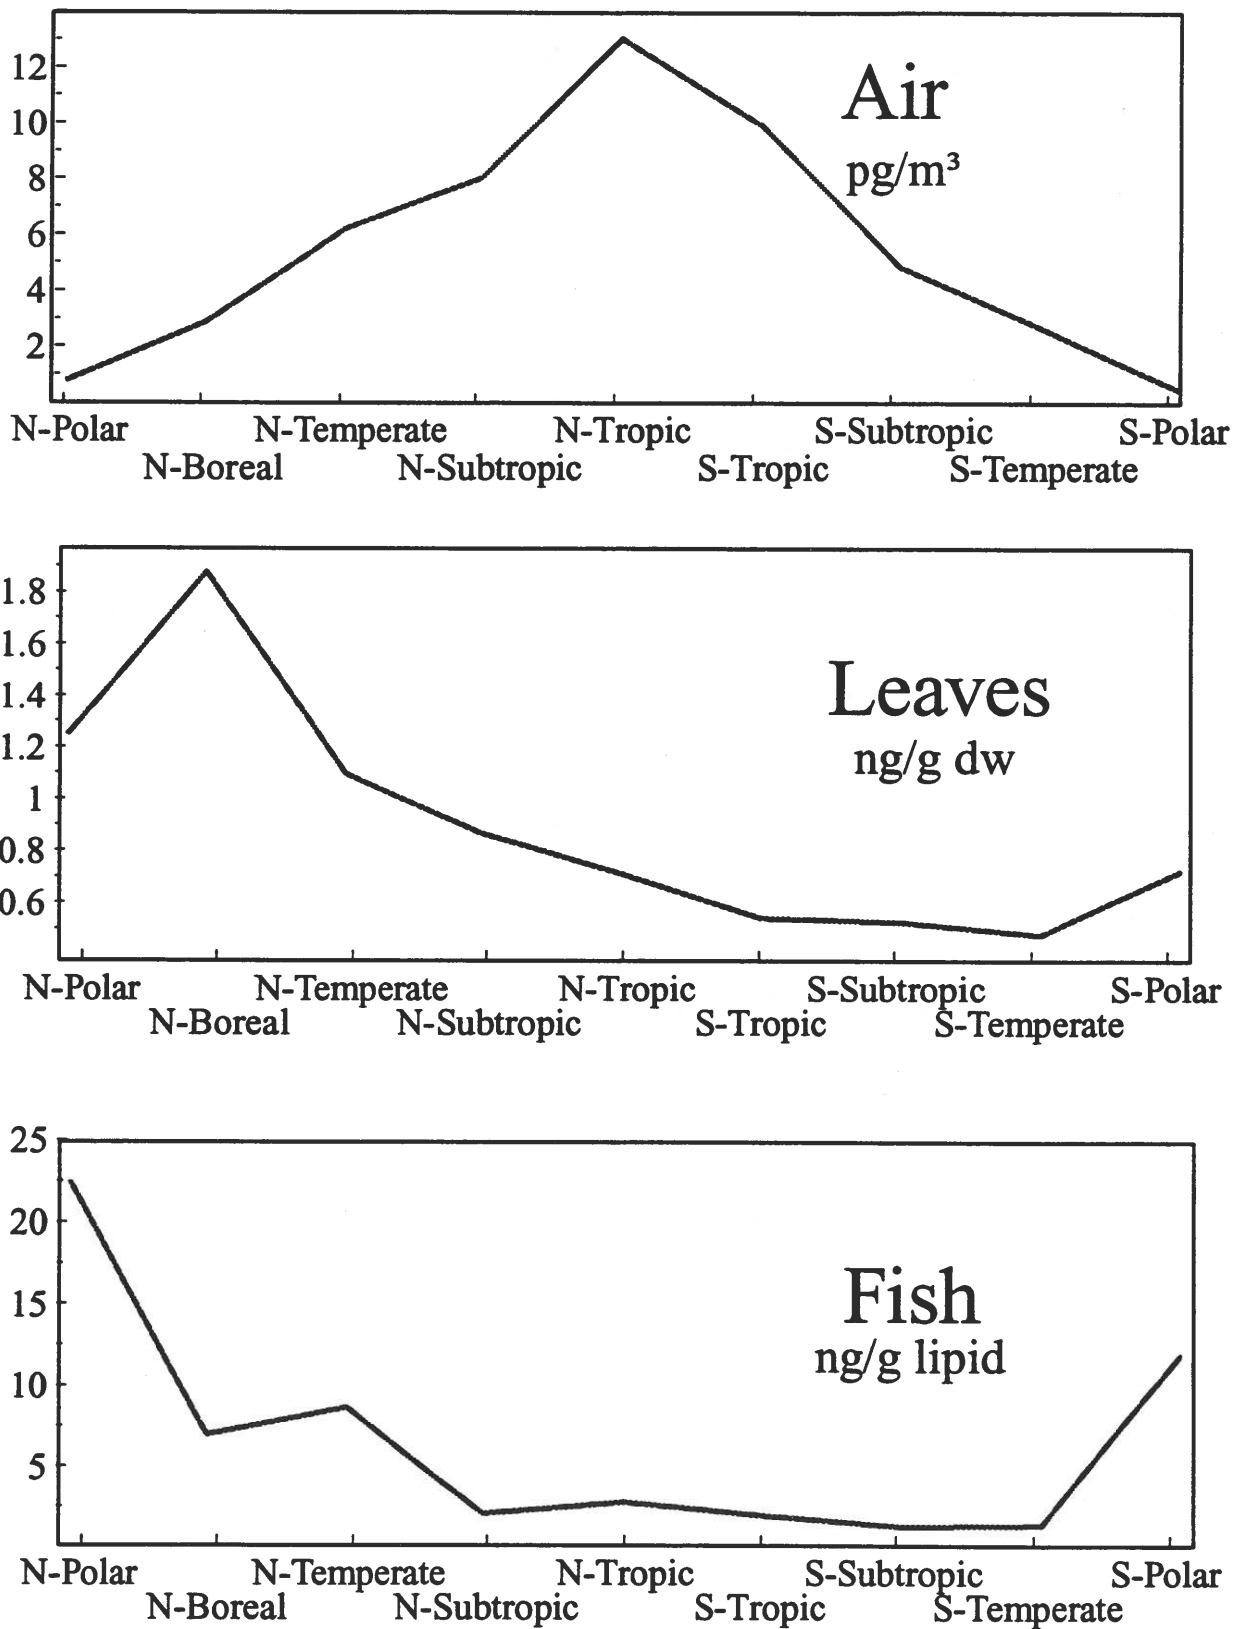 12
10
8
6
4
2
Air
pg/m³
N-Polar N-Temperate N-Tropic S-Subtropic S-Polar
N-Boreal N-Subtropic S-Tropic S-Temperate
1.8
1.6
1.4
1.2
1
0.8
0.6
Leaves
ng/g dw
N-Polar N-Temperate N-Tropic S-Subtropic S-Polar
N-Boreal N-Subtropic S-Tropic S-Temperate
25
20
15
10
5
Fish
ng/g lipid
N-Polar N-Temperate N-Tropic S-Subtropic S-Polar
N-Boreal N-Subtropic S-Tropic S-Temperate